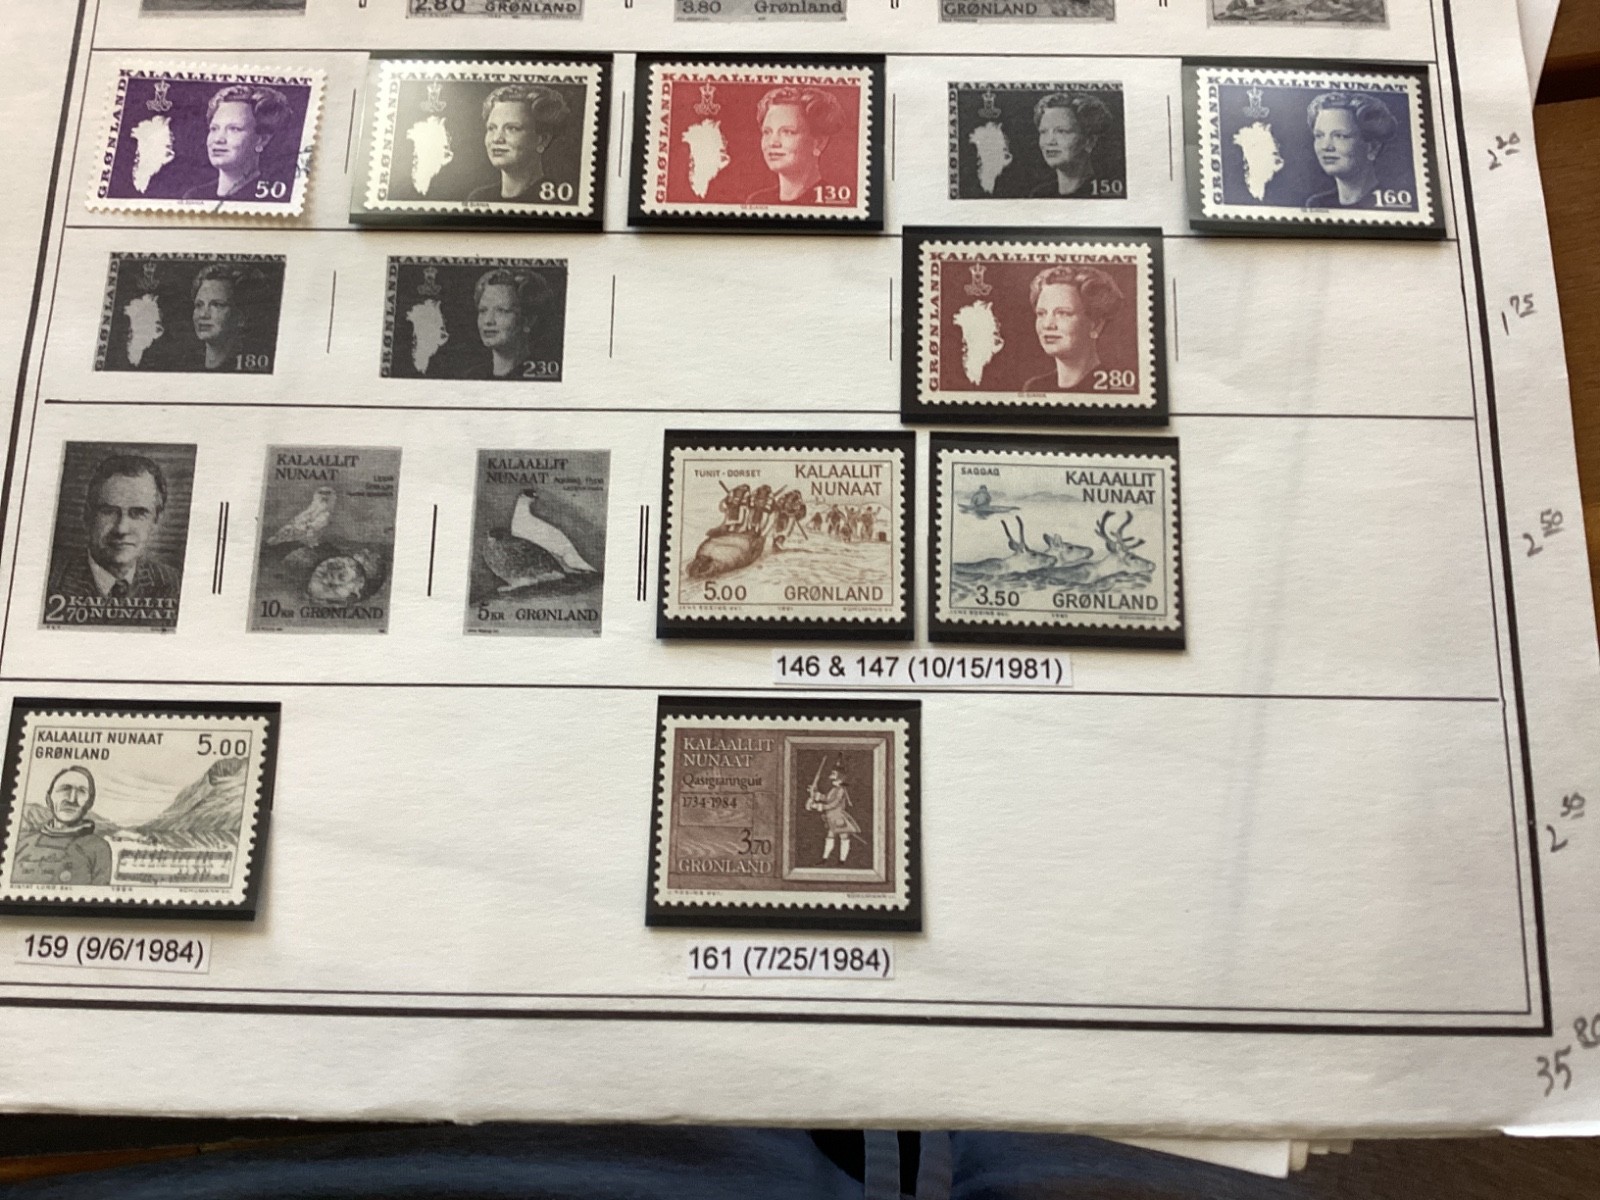 2.80
GRØNLAND
3.80
Grønland
GRØNLAND
KALAALLIT NUNAAT
GRØNLAND
50
KALAALLIT NUNAAT
GRØNLAND
80
KALAALLIT NUNAAT
GRØNLAND
130
KALAALLIT NUNAAT
GRØNLAND
150
KALAALLIT NUNAAT
GRØNLAND
160
2 20
KALAALLIT NUNAAT
GRØNLAND
180
KALAALLIT NUNAAT
GRØNLAND
230
KALAALLIT NUNAAT
GRØNLAND
280
1 75
2 70 KALAALLIT
NUNAAT
KALAALLIT
NUNAAT
10 KR GRØNLAND
KALAALLIT
NUNAAT
5 KR GRØNLAND
TUNIT-DORSET
KALAALLIT
NUNAAT
5.00 GRØNLAND
1981
SAQQAQ
KALAALLIT
NUNAAT
3.50 GRØNLAND
1981
2 50
146 & 147 (10/15/1981)
KALAALLIT NUNAAT
GRØNLAND
5.00
1984
159 (9/6/1984)
KALAALLIT
NUNAAT
Qasigiannguit
1734-1984
3.70
GRØNLAND
161 (7/25/1984)
2 50
35 80